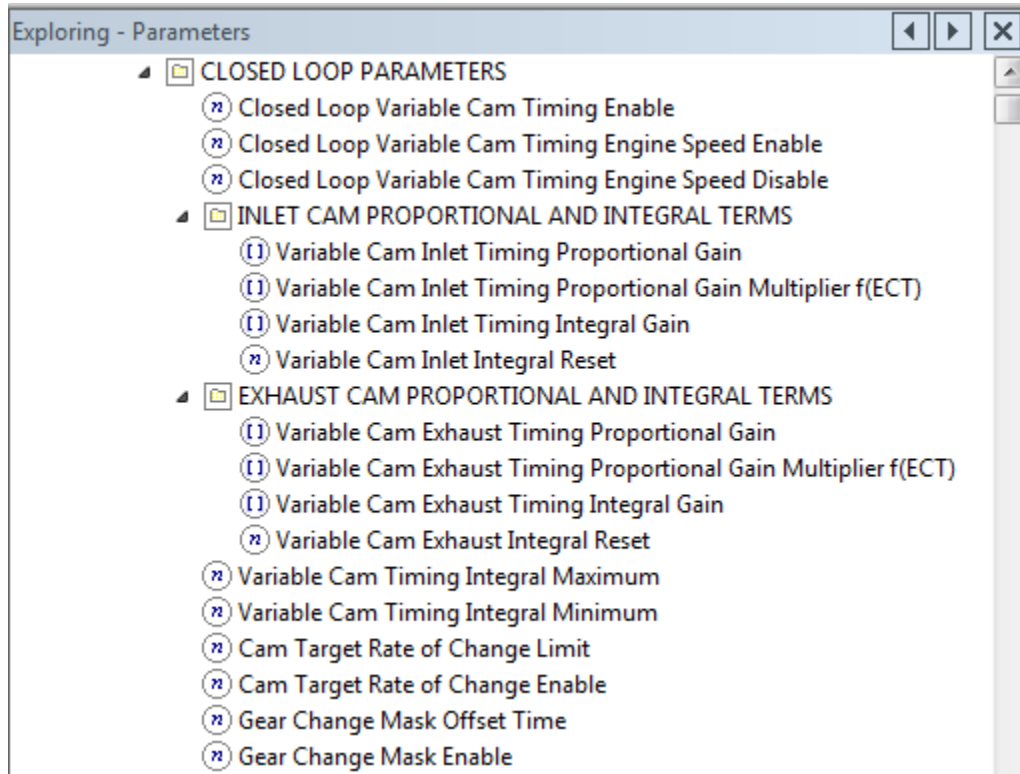 Exploring - Parameters
CLOSED LOOP PARAMETERS
n Closed Loop Variable Cam Timing Enable
n Closed Loop Variable Cam Timing Engine Speed Enable
n Closed Loop Variable Cam Timing Engine Speed Disable
INLET CAM PROPORTIONAL AND INTEGRAL TERMS
[] Variable Cam Inlet Timing Proportional Gain
[] Variable Cam Inlet Timing Proportional Gain Multiplier f(ECT)
[] Variable Cam Inlet Timing Integral Gain
n Variable Cam Inlet Integral Reset
EXHAUST CAM PROPORTIONAL AND INTEGRAL TERMS
[] Variable Cam Exhaust Timing Proportional Gain
[] Variable Cam Exhaust Timing Proportional Gain Multiplier f(ECT)
[] Variable Cam Exhaust Timing Integral Gain
n Variable Cam Exhaust Integral Reset
n Variable Cam Timing Integral Maximum
n Variable Cam Timing Integral Minimum
n Cam Target Rate of Change Limit
n Cam Target Rate of Change Enable
n Gear Change Mask Offset Time
n Gear Change Mask Enable